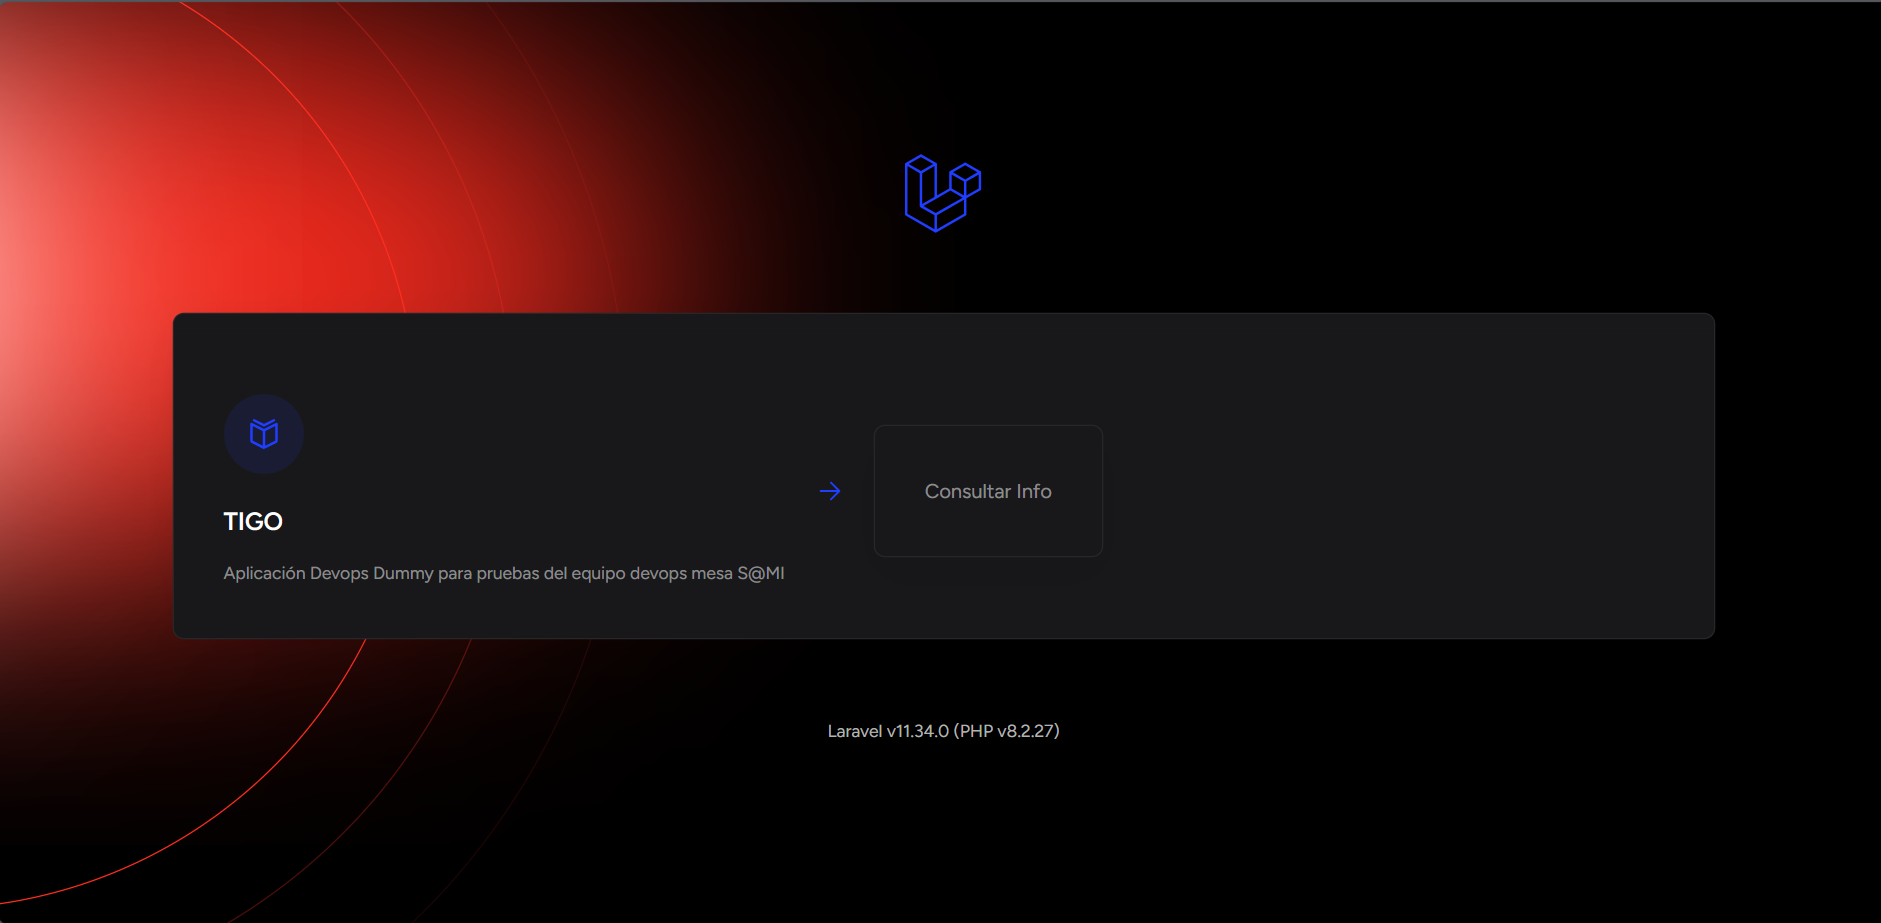 TIGO
Aplicación Devops Dummy para pruebas del equipo devops mesa S@MI
Consultar Info
Laravel v11.34.0 (PHP v8.2.27)